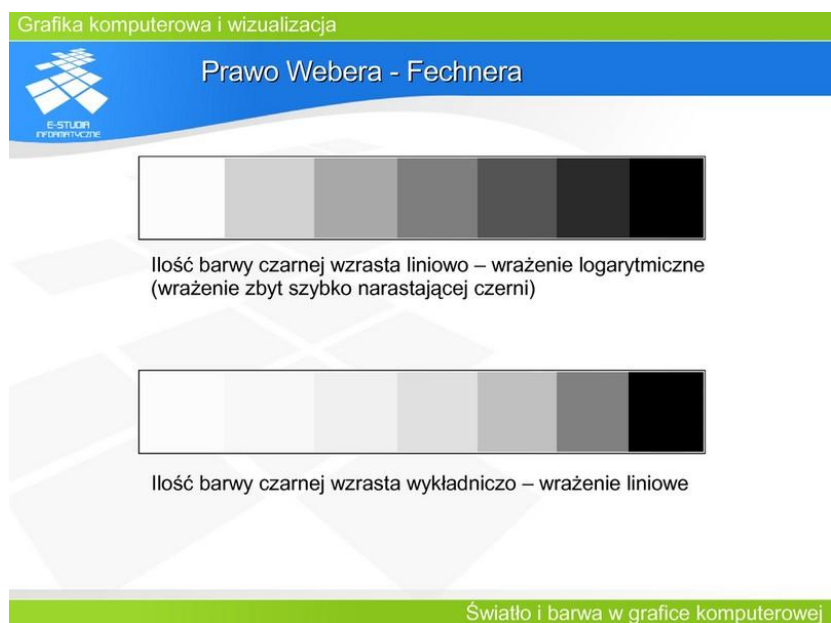 Grafika komputerowa i wizualizacja
Prawo Webera - Fechnera
E-STUDIA
INFORMATYCZNE
Ilość barwy czarnej wzrasta liniowo – wrażenie logarytmiczne
(wrażenie zbyt szybko narastającej czerni)
Ilość barwy czarnej wzrasta wykładniczo – wrażenie liniowe
Światło i barwa w grafice komputerowej